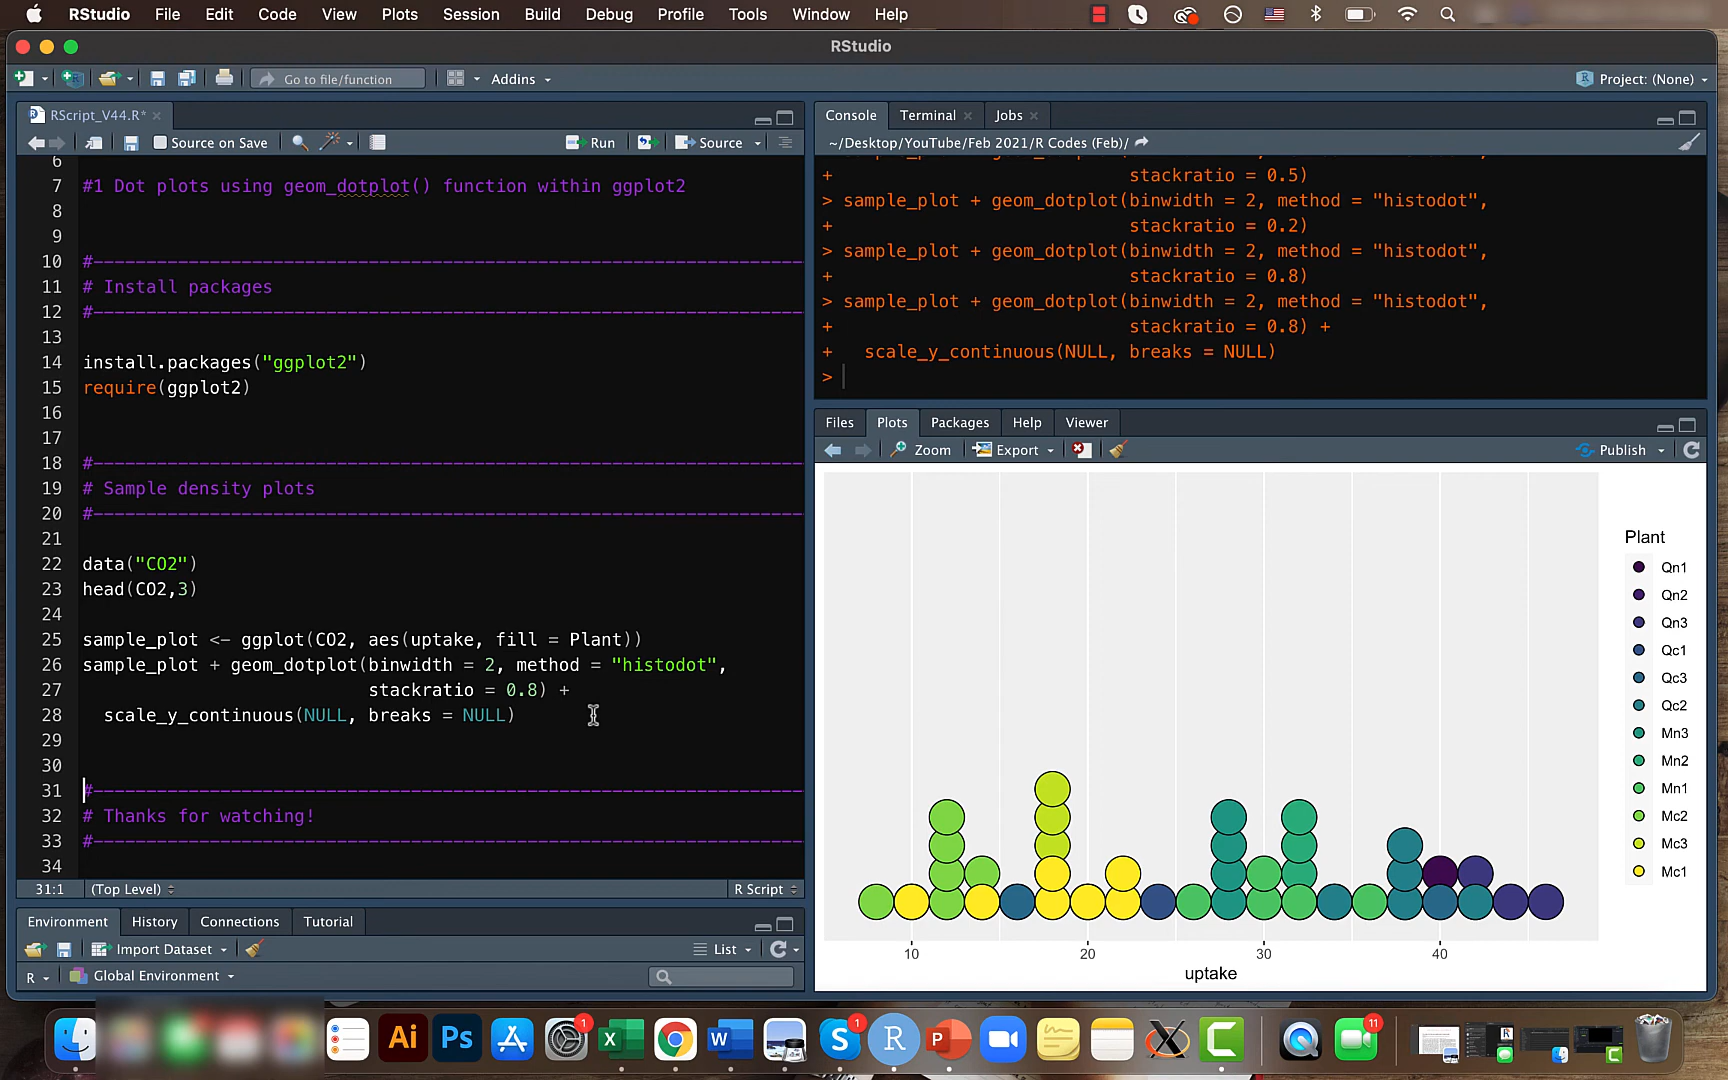 RStudio File Edit Code View Plots Session Build Debug Profile Tools Window Help
RStudio
Go to file/function Addins Project: (None)
RScript_V44.R*
Source on Save Run Source
6
7 #1 Dot plots using geom_dotplot() function within ggplot2
8
9
10 #--------------------------------------------------------------------
11 # Install packages
12 #--------------------------------------------------------------------
13
14 install.packages("ggplot2")
15 require(ggplot2)
16
17
18 #--------------------------------------------------------------------
19 # Sample density plots
20 #--------------------------------------------------------------------
21
22 data("CO2")
23 head(CO2,3)
24
25 sample_plot <- ggplot(CO2, aes(uptake, fill = Plant))
26 sample_plot + geom_dotplot(binwidth = 2, method = "histodot",
27 stackratio = 0.8) +
28 scale_y_continuous(NULL, breaks = NULL)
29
30
31 #--------------------------------------------------------------------
32 # Thanks for watching!
33 #--------------------------------------------------------------------
34
31:1 (Top Level) R Script
Environment History Connections Tutorial
Import Dataset List
R Global Environment
Console Terminal Jobs
~/Desktop/YouTube/Feb 2021/R Codes (Feb)/
+ stackratio = 0.5)
> sample_plot + geom_dotplot(binwidth = 2, method = "histodot",
+ stackratio = 0.2)
> sample_plot + geom_dotplot(binwidth = 2, method = "histodot",
+ stackratio = 0.8)
> sample_plot + geom_dotplot(binwidth = 2, method = "histodot",
+ stackratio = 0.8) +
+ scale_y_continuous(NULL, breaks = NULL)
>
Files Plots Packages Help Viewer
Zoom Export Publish
Plant
Qn1
Qn2
Qn3
Qc1
Qc3
Qc2
Mn3
Mn2
Mn1
Mc2
Mc3
Mc1
10 20 30 40
uptake
Ai Ps 1 X W S 1 R P 11